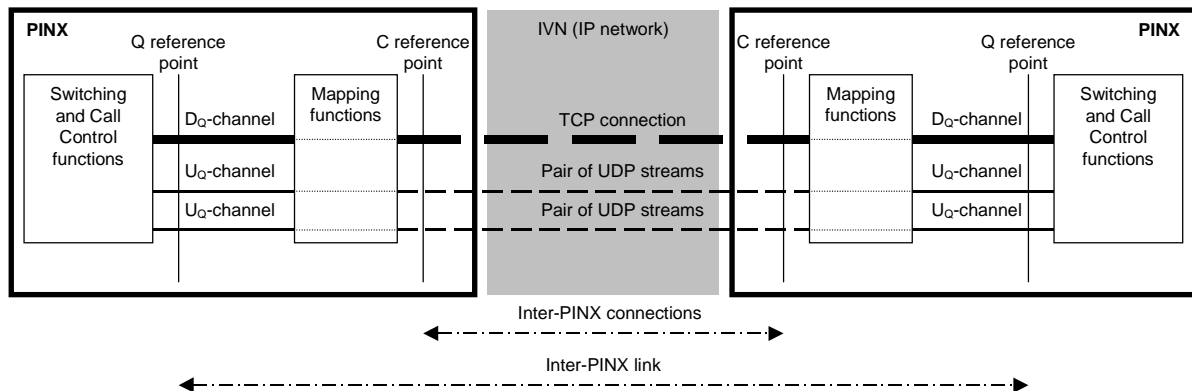 PINX
IVN (IP network)
PINX
Q reference
point
C reference
point
C reference
point
Q reference
point
Switching
and Call
Control
functions
Mapping
functions
Mapping
functions
Switching
and Call
Control
functions
DQ-channel
TCP connection
DQ-channel
UQ-channel
Pair of UDP streams
UQ-channel
UQ-channel
Pair of UDP streams
UQ-channel
Inter-PINX connections
Inter-PINX link